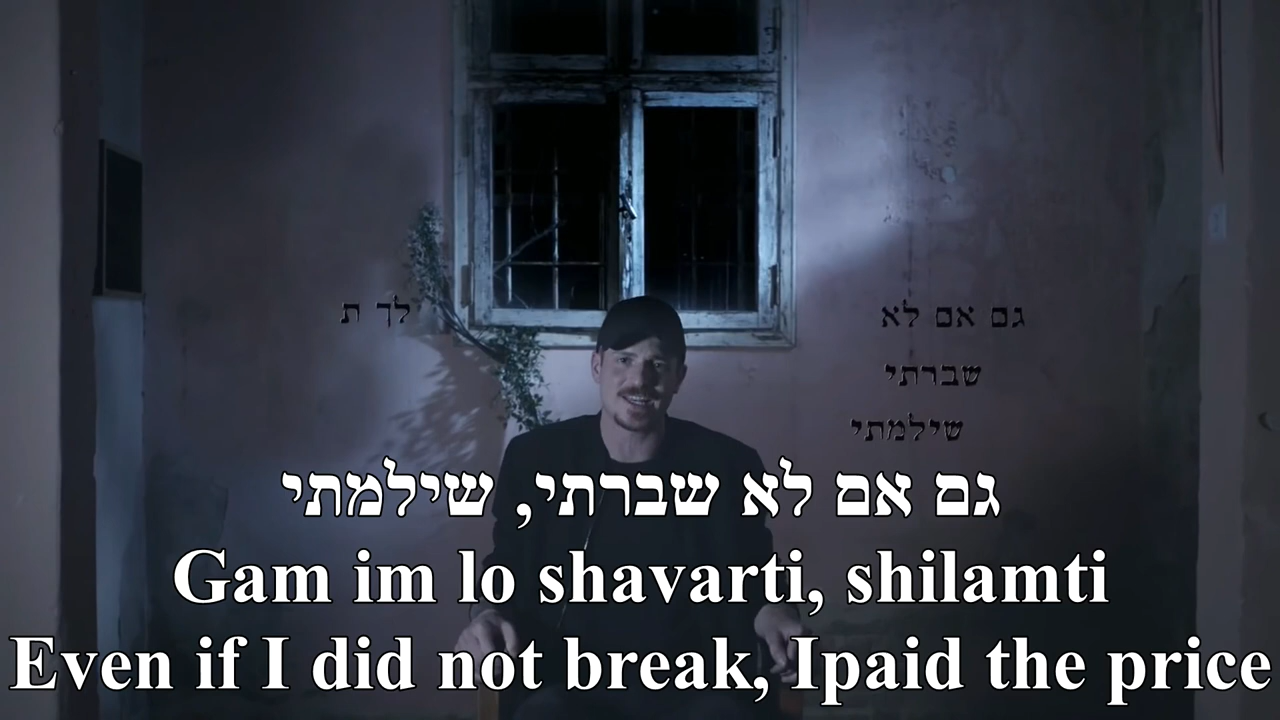 לך ת
גם אם לא
שברתי
שילמתי
גם אם לא שברתי, שילמתי
Gam im lo shavarti, shilamti
Even if I did not break, Ipaid the price